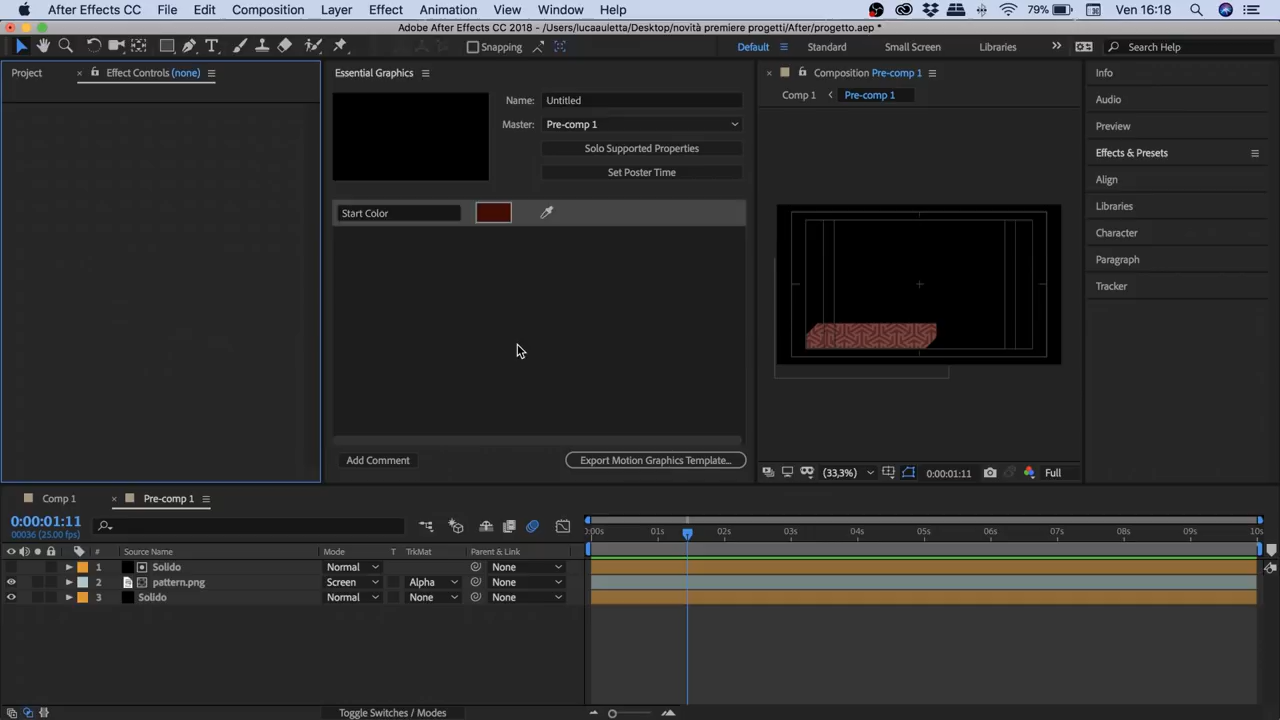 After Effects CC File Edit Composition Layer Effect Animation View Window Help 79% Ven 16:18
Adobe After Effects CC 2018 - /Users/lucaauletta/Desktop/novità premiere progetti/After/progetto.aep *
Snapping Default Standard Small Screen Libraries Search Help
Project Effect Controls (none) Essential Graphics Composition Pre-comp 1 Info
Comp 1 Pre-comp 1 Audio
Name: Untitled
Master: Pre-comp 1 Preview
Solo Supported Properties Effects & Presets
Set Poster Time Align
Start Color Libraries
Character
Paragraph
Tracker
Add Comment Export Motion Graphics Template... (33,3%) 0:00:01:11 Full
Comp 1 Pre-comp 1
0:00:01:11
00036 (25.00 fps)
:00s 01s 02s 03s 04s 05s 06s 07s 08s 09s 10s
# Source Name Mode T TrkMat Parent & Link
1 Solido Normal None
2 pattern.png Screen Alpha None
3 Solido Normal None None
Toggle Switches / Modes